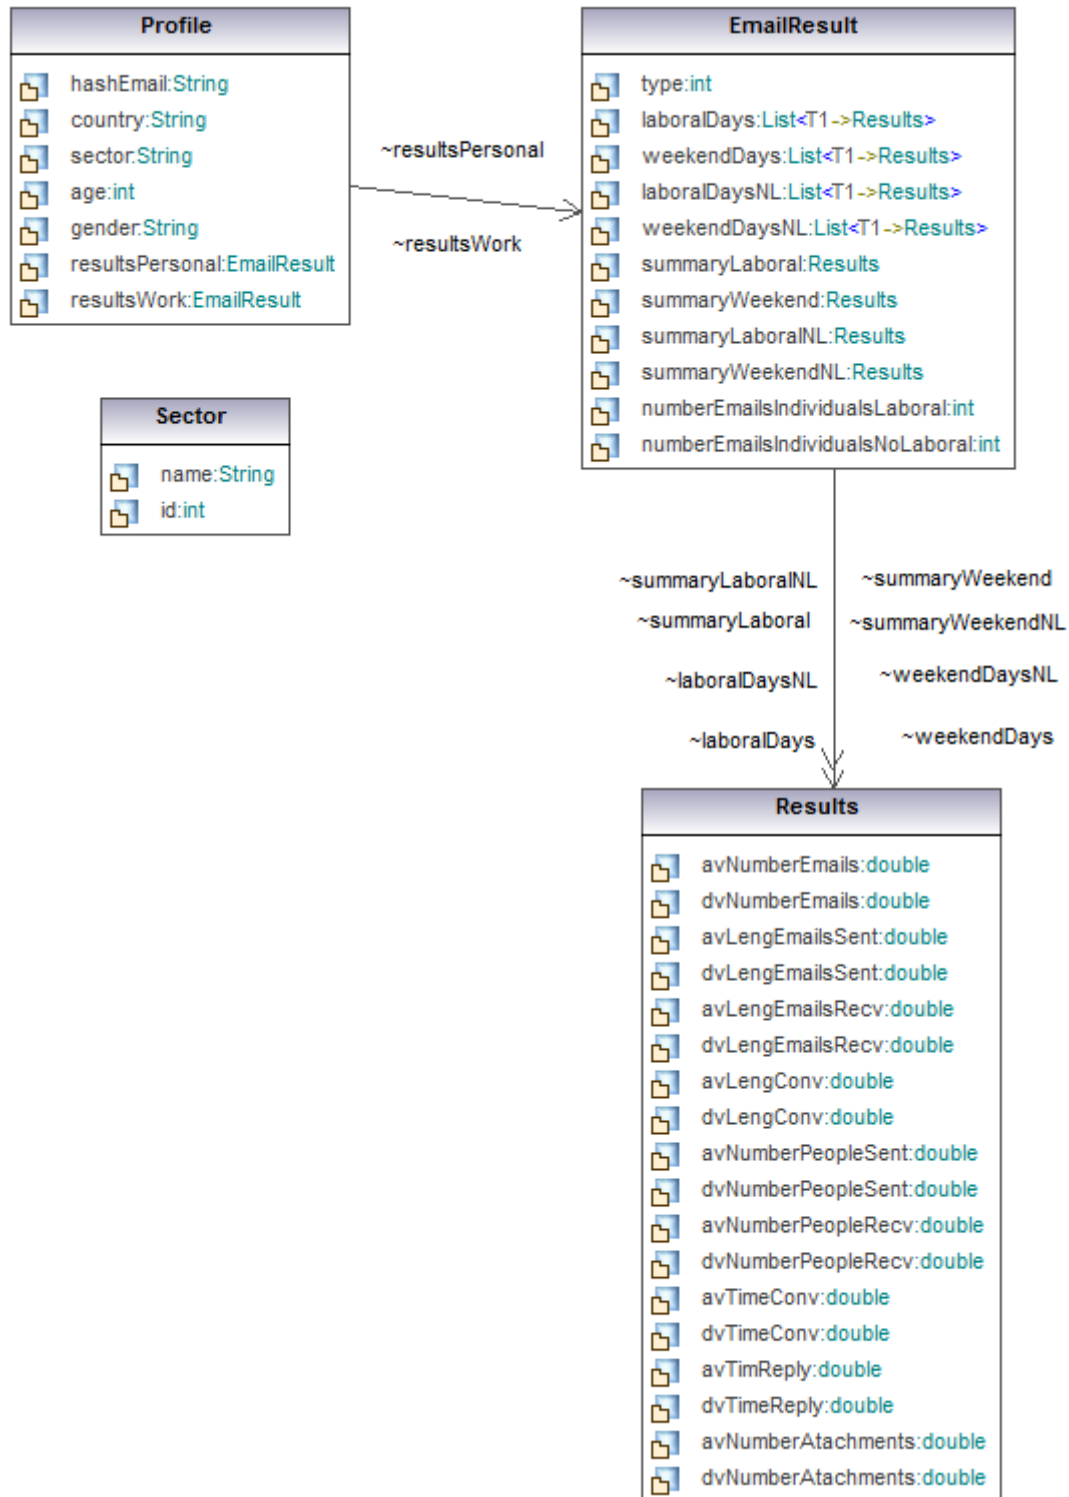 Profile
hashEmail:String
country:String
sector:String
age:int
gender:String
resultsPersonal:EmailResult
resultsWork:EmailResult
~resultsPersonal
~resultsWork
EmailResult
type:int
laboralDays:List<T1->Results>
weekendDays:List<T1->Results>
laboralDaysNL:List<T1->Results>
weekendDaysNL:List<T1->Results>
summaryLaboral:Results
summaryWeekend:Results
summaryLaboralNL:Results
summaryWeekendNL:Results
numberEmailsIndividualsLaboral:int
numberEmailsIndividualsNoLaboral:int
Sector
name:String
id:int
~summaryLaboralNL
~summaryWeekend
~summaryLaboral
~summaryWeekendNL
~laboralDaysNL
~weekendDaysNL
~laboralDays
~weekendDays
Results
avNumberEmails:double
dvNumberEmails:double
avLengEmailsSent:double
dvLengEmailsSent:double
avLengEmailsRecv:double
dvLengEmailsRecv:double
avLengConv:double
dvLengConv:double
avNumberPeopleSent:double
dvNumberPeopleSent:double
avNumberPeopleRecv:double
dvNumberPeopleRecv:double
avTimeConv:double
dvTimeConv:double
avTimReply:double
dvTimeReply:double
avNumberAtachments:double
dvNumberAtachments:double